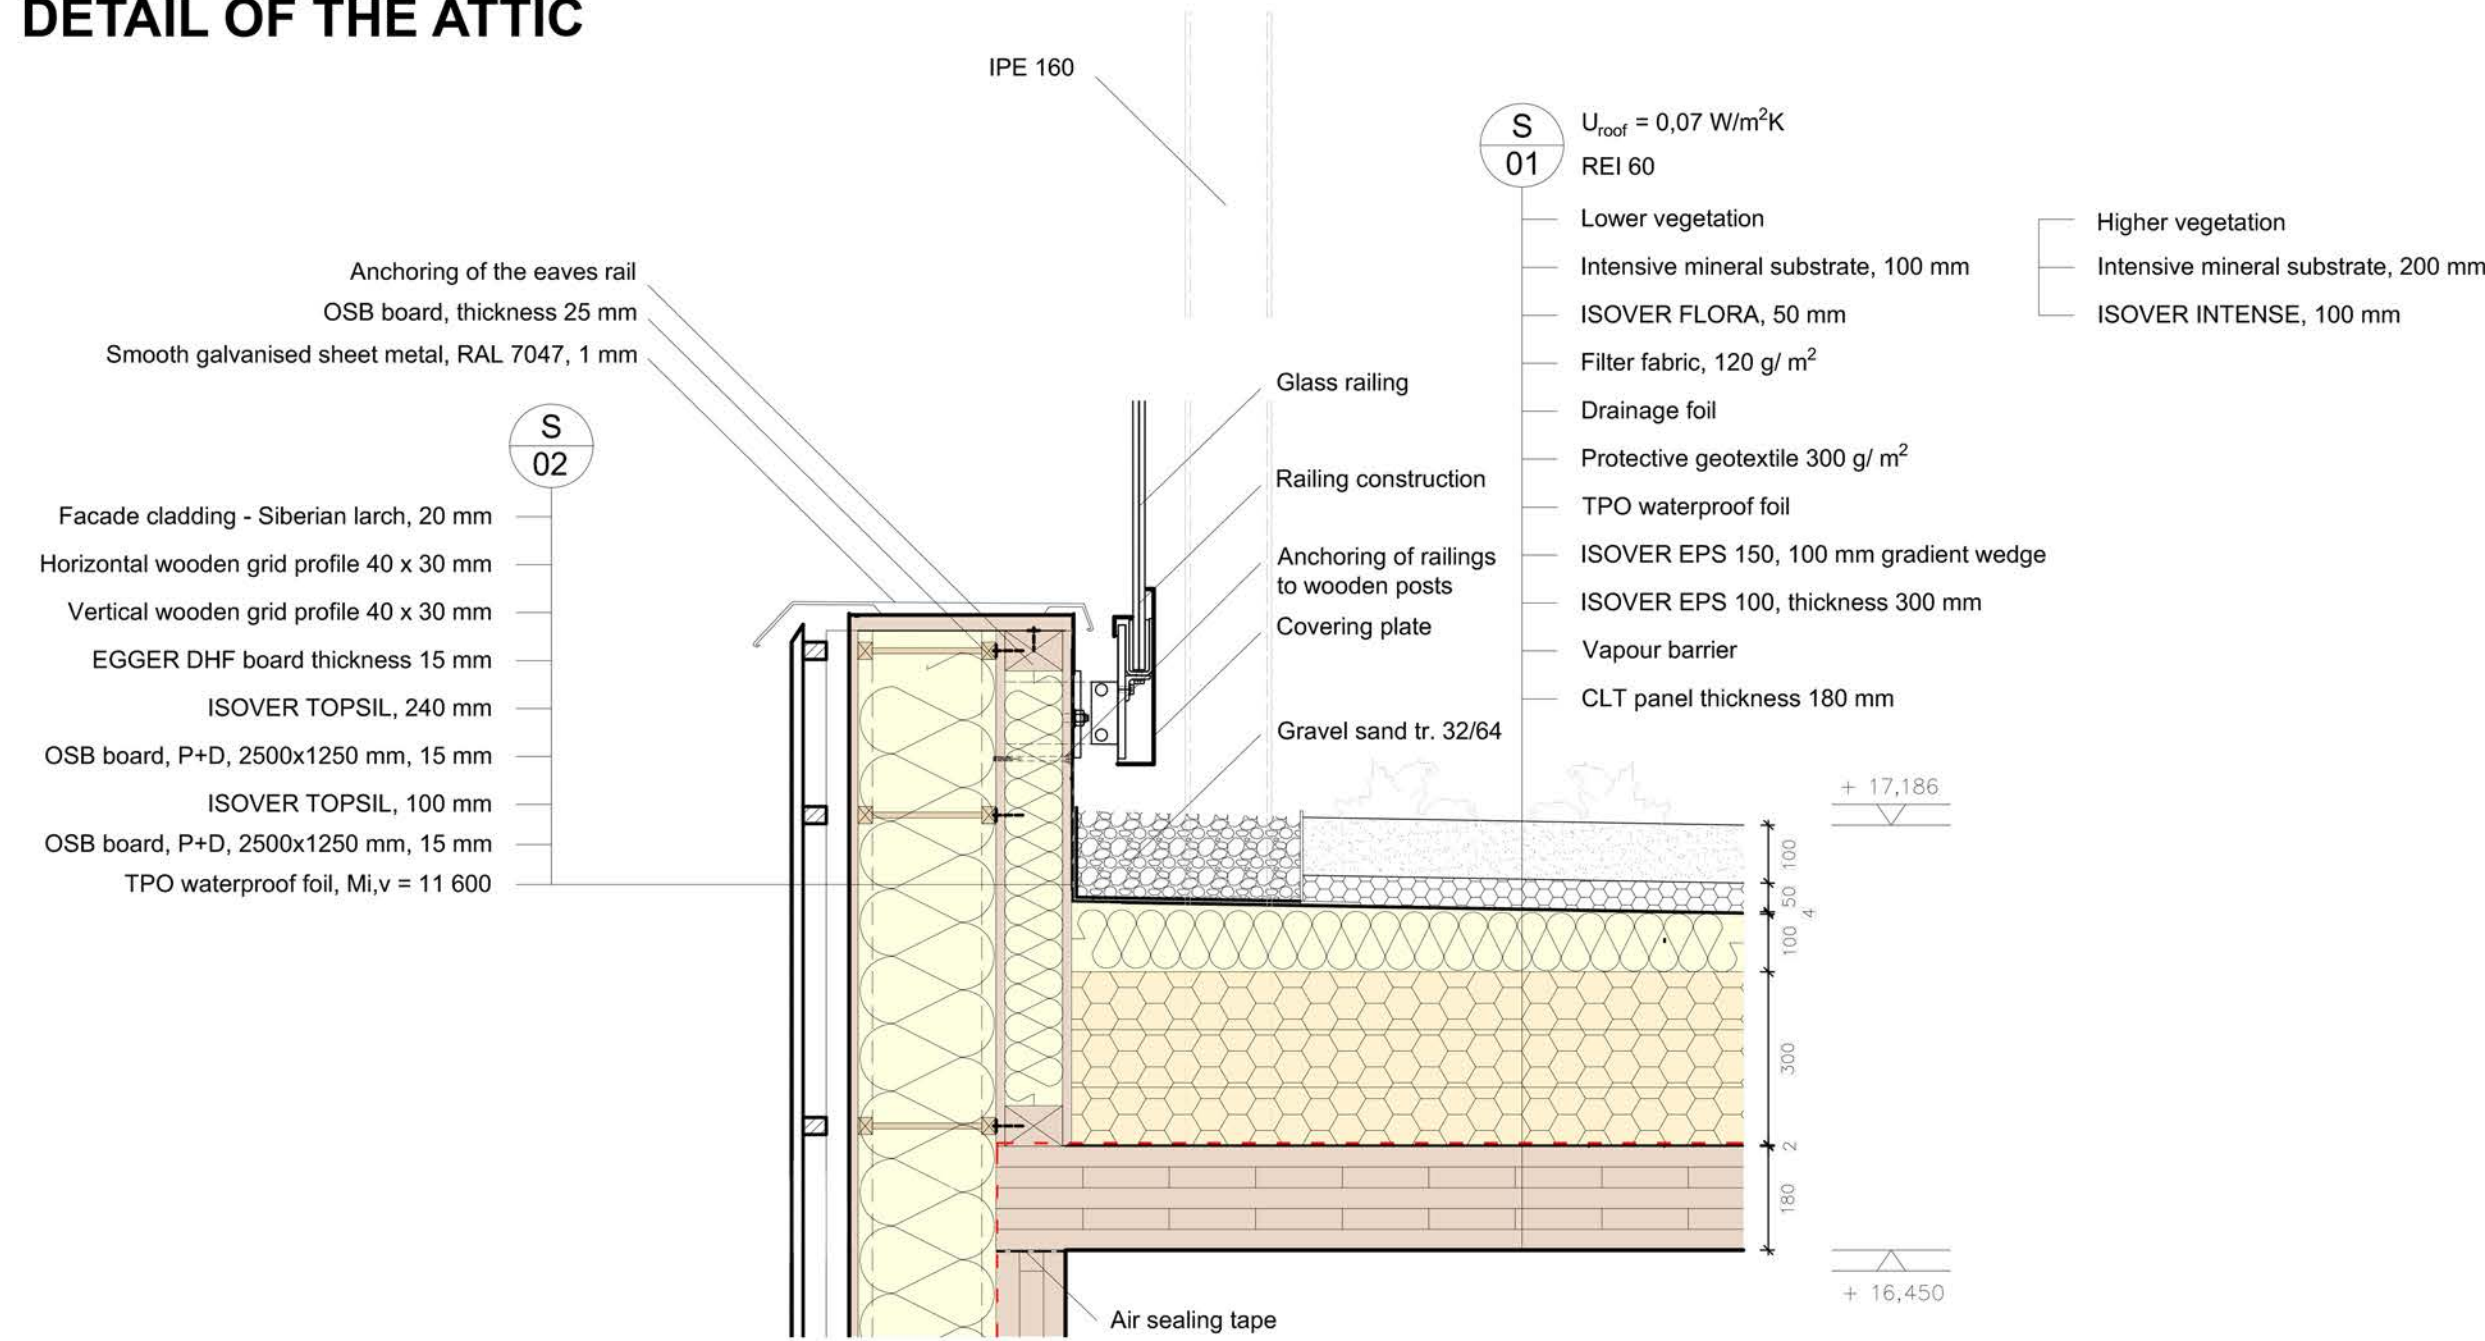 DETAIL OF THE ATTIC
IPE 160
S
01
U_roof = 0,07 W/m²K
REI 60
Lower vegetation
Intensive mineral substrate, 100 mm
ISOVER FLORA, 50 mm
Filter fabric, 120 g/ m²
Drainage foil
Protective geotextile 300 g/ m²
TPO waterproof foil
ISOVER EPS 150, 100 mm gradient wedge
ISOVER EPS 100, thickness 300 mm
Vapour barrier
CLT panel thickness 180 mm
Higher vegetation
Intensive mineral substrate, 200 mm
ISOVER INTENSE, 100 mm
Anchoring of the eaves rail
OSB board, thickness 25 mm
Smooth galvanised sheet metal, RAL 7047, 1 mm
S
02
Facade cladding - Siberian larch, 20 mm
Horizontal wooden grid profile 40 x 30 mm
Vertical wooden grid profile 40 x 30 mm
EGGER DHF board thickness 15 mm
ISOVER TOPSIL, 240 mm
OSB board, P+D, 2500x1250 mm, 15 mm
ISOVER TOPSIL, 100 mm
OSB board, P+D, 2500x1250 mm, 15 mm
TPO waterproof foil, Mi,v = 11 600
Glass railing
Railing construction
Anchoring of railings
to wooden posts
Covering plate
Gravel sand tr. 32/64
+ 17,186
100
50
4
100
300
2
180
+ 16,450
Air sealing tape